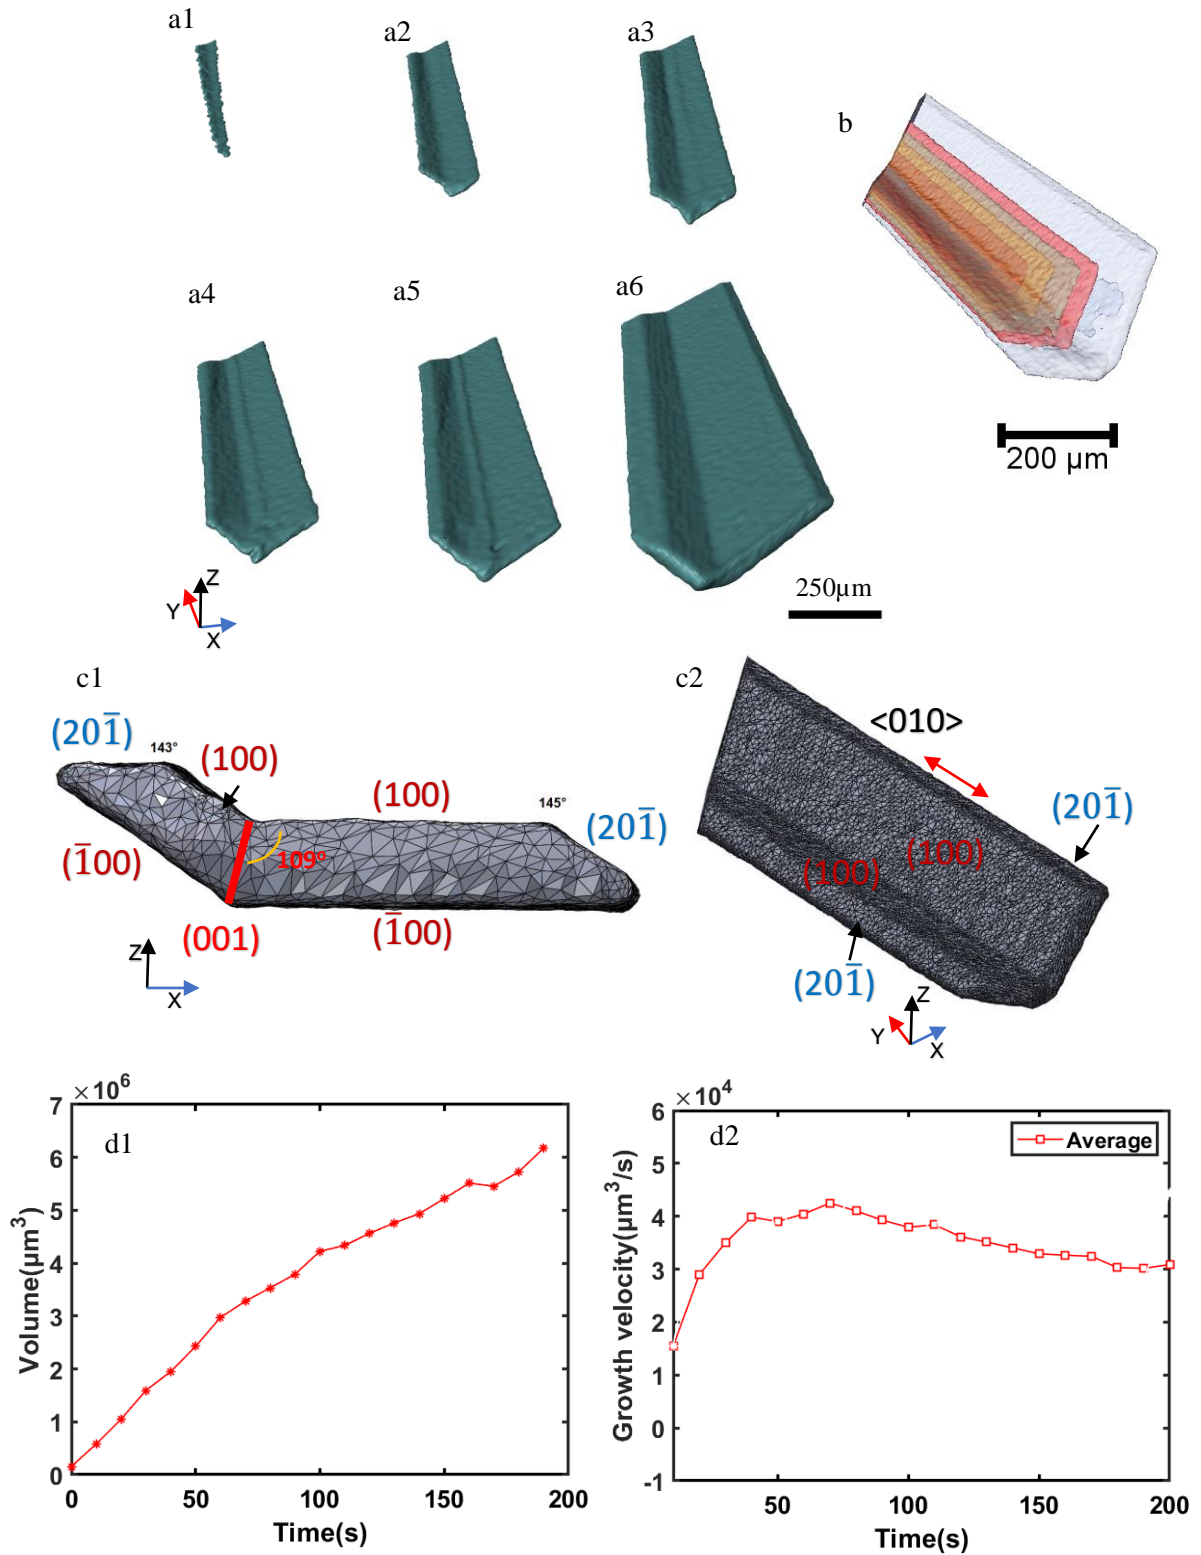 a1
a2
a3
b
a4
a5
a6
200 µm
250µm
Z
Y
X
c1
c2
(201̅)
143°
(100)
<010>
(100)
145°
(201̅)
(201̅)
109°
(1̅00)
(100)
(100)
(001)
(1̅00)
(201̅)
Z
X
Z
Y
X
×10⁶
d1
7
6
5
4
3
2
1
0
Volume(µm³)
0 50 100 150 200
Time(s)
×10⁴
d2
Average
6
5
4
3
2
1
0
-1
Growth velocity(µm³/s)
50 100 150 200
Time(s)